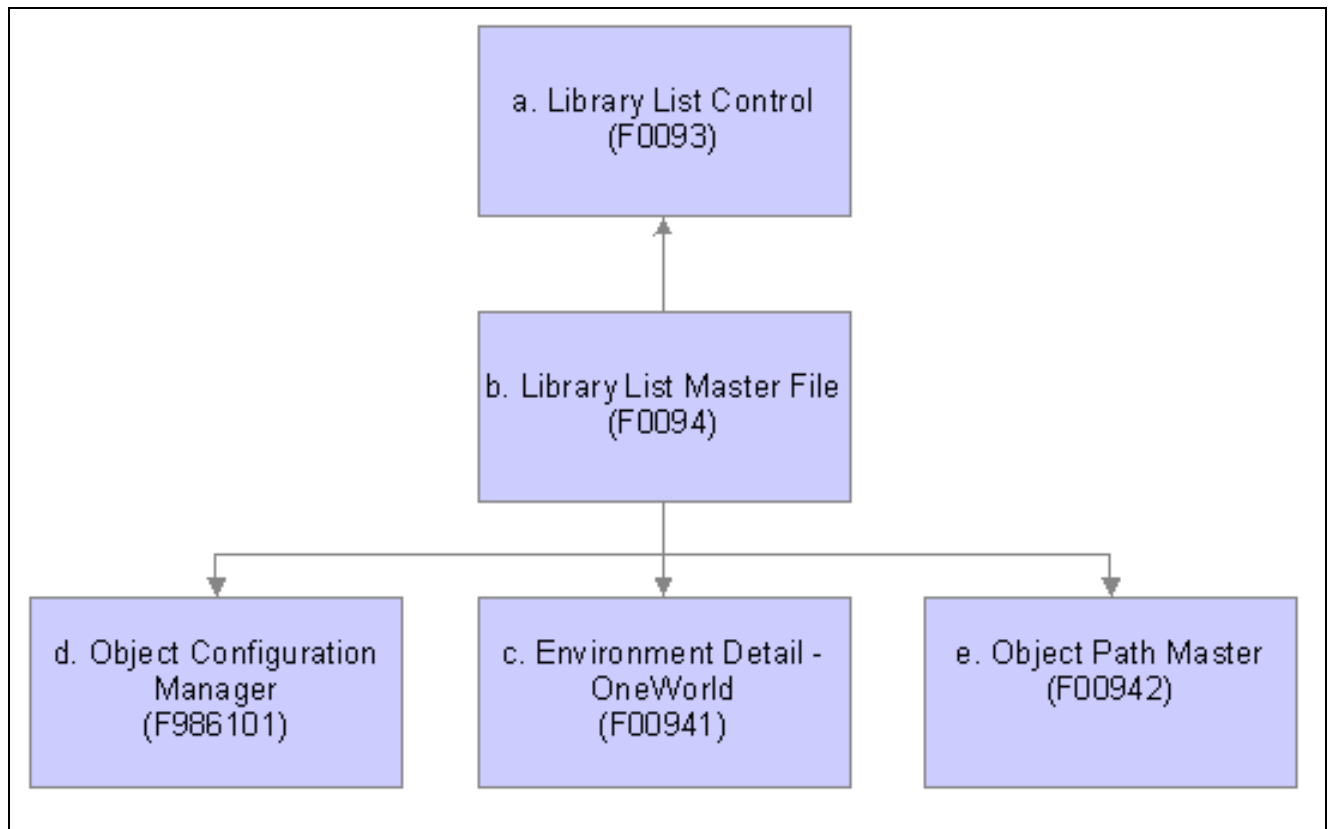 a. Library List Control
(F0093)
b. Library List Master File
(F0094)
d. Object Configuration
Manager
(F986101)
c. Environment Detail -
OneWorld
(F00941)
e. Object Path Master
(F00942)